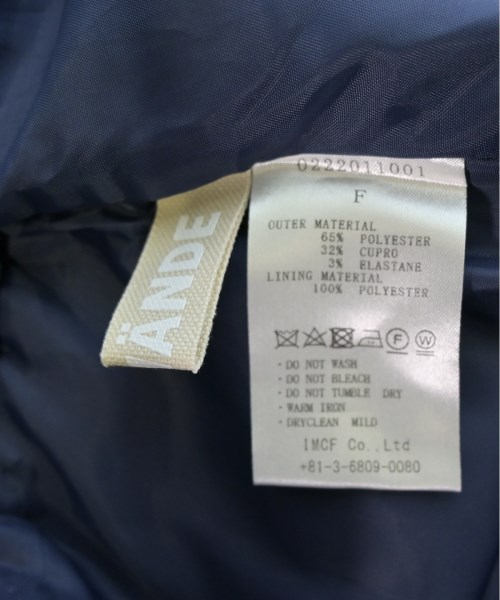 0222011001
F
OUTER MATERIAL
65% POLYESTER
32% CUPRO
3% ELASTANE
LINING MATERIAL
100% POLYESTER
F W
・DO NOT WASH
・DO NOT BLEACH
・DO NOT TUMBLE DRY
・WARM IRON
・DRYCLEAN MILD
IMCF Co.,Ltd
+81-3-6809-0080
ÄNDE